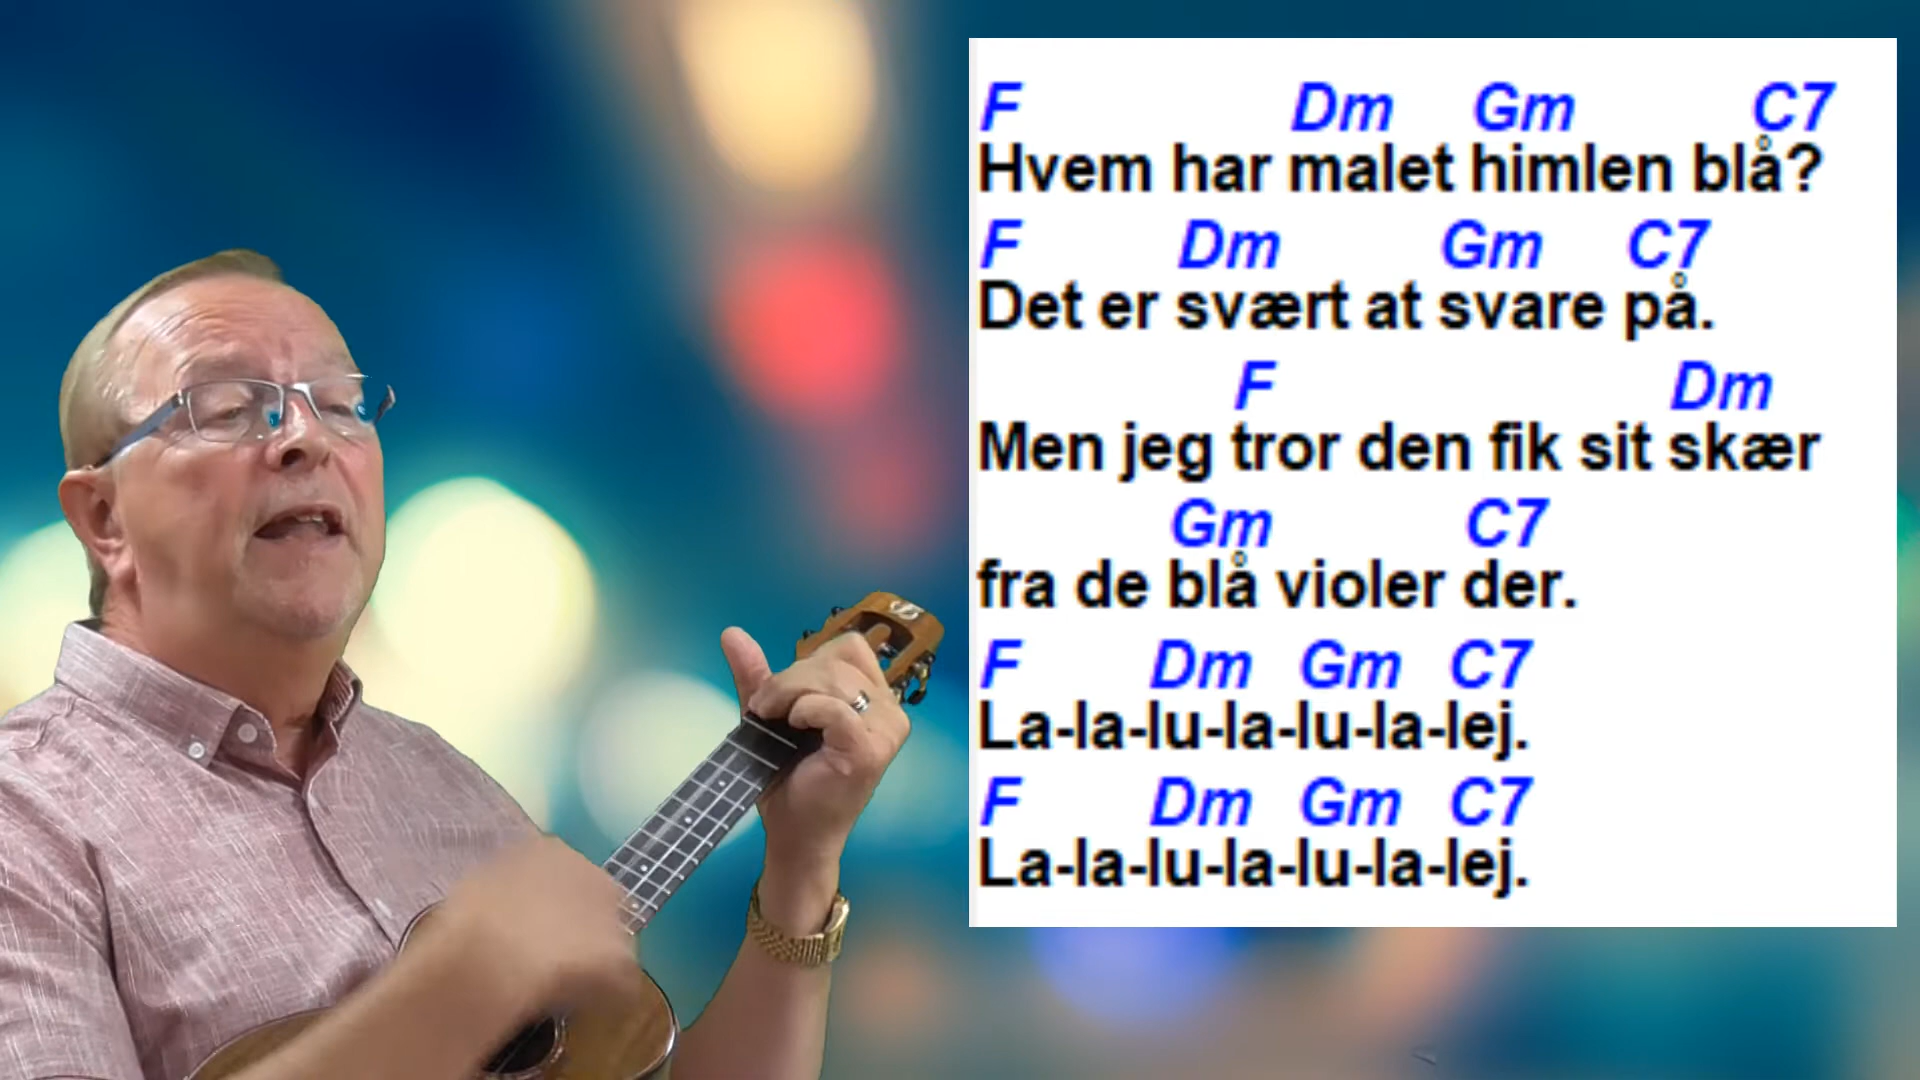 F Dm Gm C7
Hvem har malet himlen blå?
F Dm Gm C7
Det er svært at svare på.
F Dm
Men jeg tror den fik sit skær
Gm C7
fra de blå violer der.
F Dm Gm C7
La-la-lu-la-lu-la-lej.
F Dm Gm C7
La-la-lu-la-lu-la-lej.